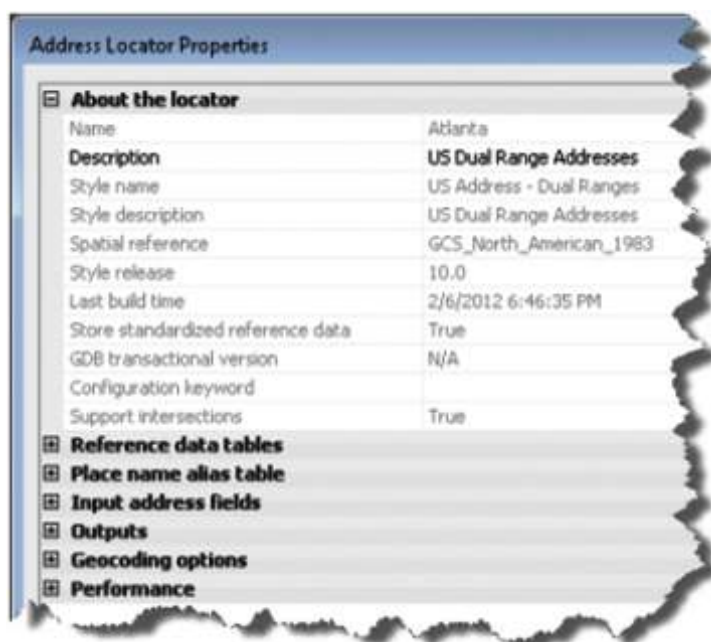 Address Locator Properties
About the locator
Name Atlanta
Description US Dual Range Addresses
Style name US Address - Dual Ranges
Style description US Dual Range Addresses
Spatial reference GCS_North_American_1983
Style release 10.0
Last build time 2/6/2012 6:46:35 PM
Store standardized reference data True
GDB transactional version N/A
Configuration keyword
Support intersections True
Reference data tables
Place name alias table
Input address fields
Outputs
Geocoding options
Performance